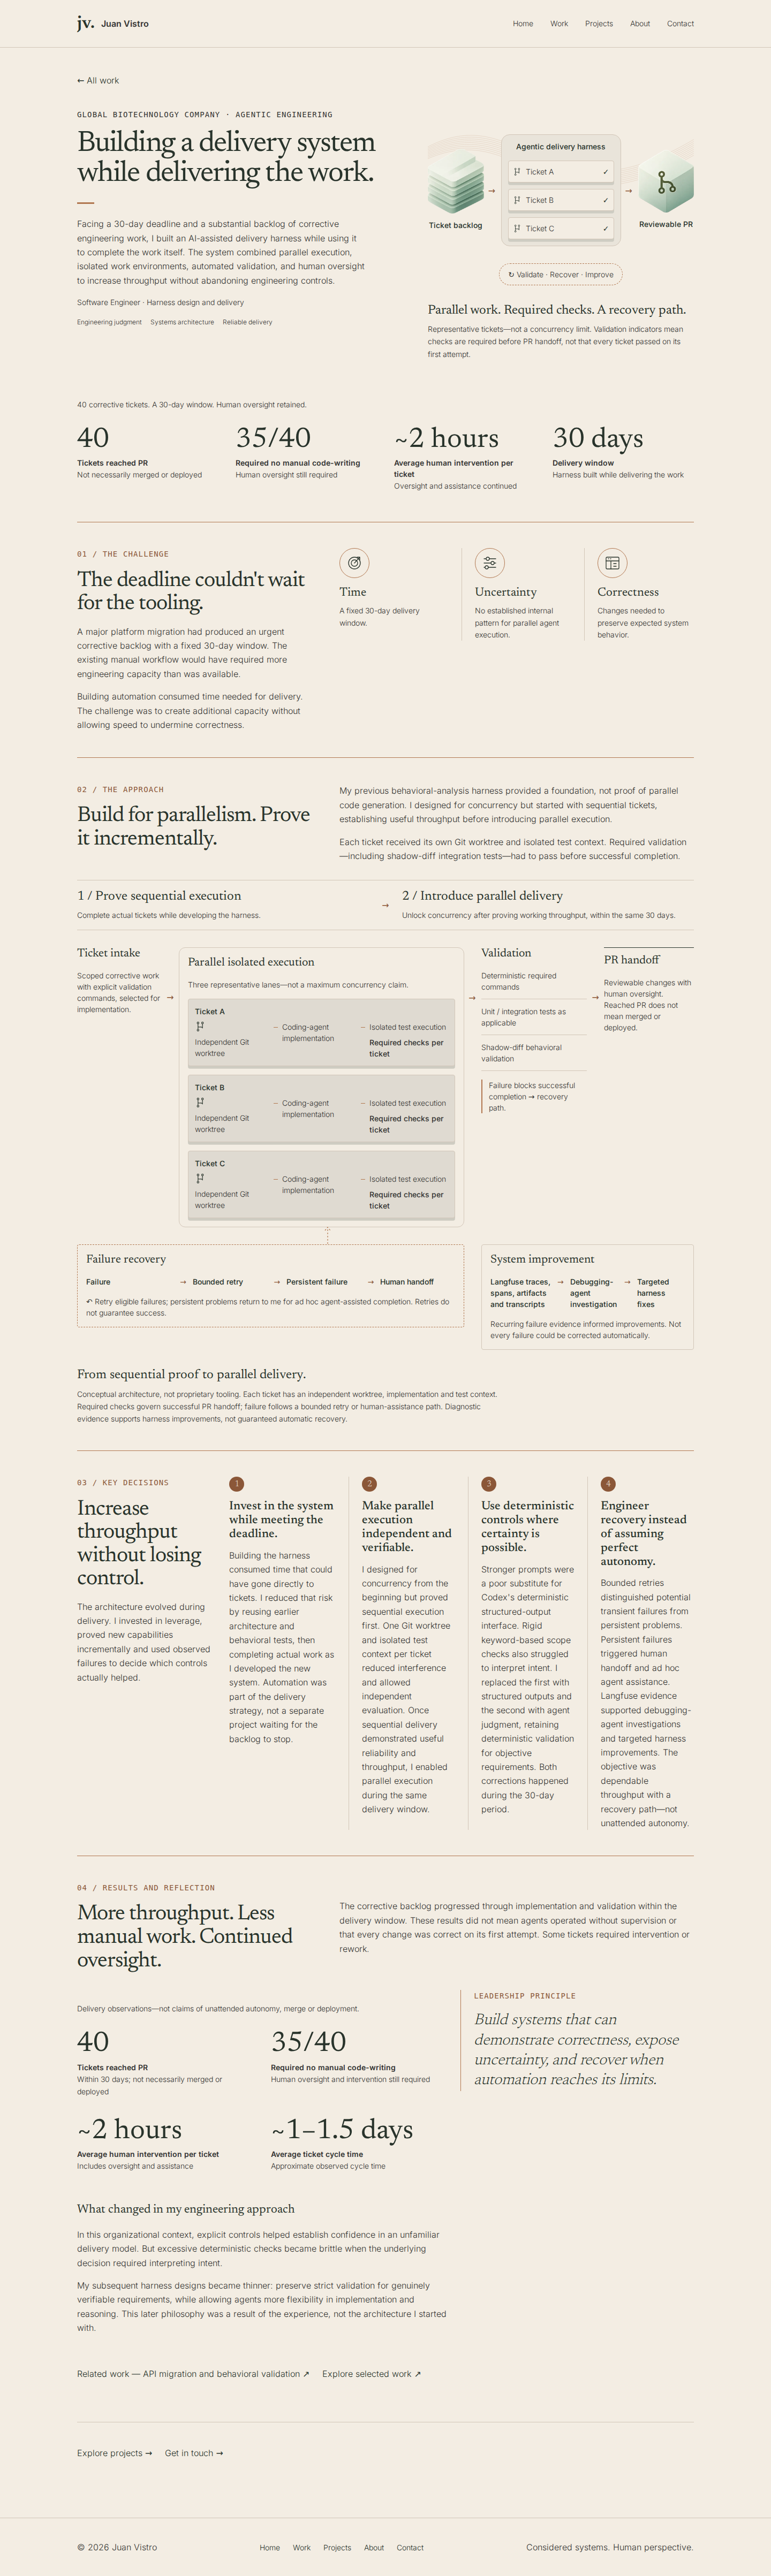 jv. Juan Vistro
Home Work Projects About Contact
← All work
GLOBAL BIOTECHNOLOGY COMPANY · AGENTIC ENGINEERING
Building a delivery system
while delivering the work.
Facing a 30-day deadline and a substantial backlog of corrective
engineering work, I built an AI-assisted delivery harness while using it
to complete the work itself. The system combined parallel execution,
isolated work environments, automated validation, and human oversight
to increase throughput without abandoning engineering control.
Software Engineer · Harness design and delivery
Engineering judgment Systems architecture Reliable delivery
Agentic delivery harness
Ticket A ✓
Ticket B ✓
Ticket C ✓
→
→
Ticket backlog
Reviewable PR
↻ Validate · Recover · Improve
Parallel work. Required checks. A recovery path.
Representative tickets—not a concurrency limit. Validation indicators mean
checks are required before PR handoff, not that every ticket passed on its
first attempt.
40 corrective tickets. A 30-day window. Human oversight retained.
40
Tickets reached PR
Not necessarily merged or deployed
35/40
Required no manual code-writing
Human oversight still required
~2 hours
Average human intervention per
ticket
Oversight and assistance continued
30 days
Delivery window
Harness built while delivering the work
01 / THE CHALLENGE
The deadline couldn't wait
for the tooling.
A major platform migration had produced an urgent
corrective backlog with a fixed 30-day window. The
existing manual workflow would have required more
engineering capacity than was available.
Building automation consumed time needed for delivery.
The challenge was to create additional capacity without
allowing speed to undermine correctness.
Time
A fixed 30-day delivery
window.
Uncertainty
No established internal
pattern for parallel agent
execution.
Correctness
Changes needed to
preserve expected system
behavior.
02 / THE APPROACH
Build for parallelism. Prove
it incrementally.
My previous behavioral-analysis harness provided a foundation, not proof of parallel
code generation. I designed for concurrency but started with sequential tickets,
establishing useful throughput before introducing parallel execution.
Each ticket received its own Git worktree and isolated test context. Required validation
—including shadow-diff integration tests—had to pass before successful completion.
1 / Prove sequential execution
Complete actual tickets while developing the harness.
→
2 / Introduce parallel delivery
Unlock concurrency after proving working throughput, within the same 30 days.
Ticket intake
Scoped corrective work
with explicit validation
commands, selected for
implementation.
→
Parallel isolated execution
Three representative lanes—not a maximum concurrency claim.
Ticket A
Independent Git
worktree
— Coding-agent
implementation
— Isolated test execution
Required checks per
ticket
Ticket B
Independent Git
worktree
— Coding-agent
implementation
— Isolated test execution
Required checks per
ticket
Ticket C
Independent Git
worktree
— Coding-agent
implementation
— Isolated test execution
Required checks per
ticket
→
Validation
Deterministic required
commands
Unit / integration tests as
applicable
Shadow-diff behavioral
validation
Failure blocks successful
completion → recovery
path.
→
PR handoff
Reviewable changes with
human oversight.
Reached PR does not
mean merged or
deployed.
Failure recovery
Failure → Bounded retry → Persistent failure → Human handoff
↶ Retry eligible failures; persistent problems return to me for ad hoc agent-assisted completion. Retries do
not guarantee success.
System improvement
Langfuse traces,
spans, artifacts
and transcripts
→ Debugging-
agent
investigation
→ Targeted
harness
fixes
Recurring failure evidence informed improvements. Not
every failure could be corrected automatically.
From sequential proof to parallel delivery.
Conceptual architecture, not proprietary tooling. Each ticket has an independent worktree, implementation and test context.
Required checks govern successful PR handoff; failure follows a bounded retry or human-assistance path. Diagnostic
evidence supports harness improvements, not guaranteed automatic recovery.
03 / KEY DECISIONS
Increase
throughput
without losing
control.
The architecture evolved during
delivery. I invested in leverage,
proved new capabilities
incrementally and used observed
failures to decide which controls
actually helped.
1
Invest in the system
while meeting the
deadline.
Building the harness
consumed time that could
have gone directly to
tickets. I reduced that risk
by reusing earlier
architecture and
behavioral tests, then
completing actual work as
I developed the new
system. Automation was
part of the delivery
strategy, not a separate
project waiting for the
backlog to stop.
2
Make parallel
execution
independent and
verifiable.
I designed for
concurrency from the
beginning but proved
sequential execution
first. One Git worktree
and isolated test
context per ticket
reduced interference
and allowed
independent
evaluation. Once
sequential delivery
demonstrated useful
reliability and
throughput, I enabled
parallel execution
during the same
delivery window.
3
Use deterministic
controls where
certainty is
possible.
Stronger prompts were
a poor substitute for
Codex's deterministic
structured-output
interface. Rigid
keyword-based scope
checks also struggled
to interpret intent. I
replaced the first with
structured outputs and
the second with agent
judgment, retaining
deterministic validation
for objective
requirements. Both
corrections happened
during the 30-day
period.
4
Engineer
recovery instead
of assuming
perfect
autonomy.
Bounded retries
distinguished potential
transient failures from
persistent problems.
Persistent failures
triggered human
handoff and ad hoc
agent assistance.
Langfuse evidence
supported debugging-
agent investigations
and targeted harness
improvements. The
objective was
dependable
throughput with a
recovery path—not
unattended autonomy.
04 / RESULTS AND REFLECTION
More throughput. Less
manual work. Continued
oversight.
The corrective backlog progressed through implementation and validation within the
delivery window. These results did not mean agents operated without supervision or
that every change was correct on its first attempt. Some tickets required intervention or
rework.
Delivery observations—not claims of unattended autonomy, merge or deployment.
40
Tickets reached PR
Within 30 days; not necessarily merged or
deployed
35/40
Required no manual code-writing
Human oversight and intervention still required
~2 hours
Average human intervention per ticket
Includes oversight and assistance
~1–1.5 days
Average ticket cycle time
Approximate observed cycle time
LEADERSHIP PRINCIPLE
Build systems that can
demonstrate correctness, expose
uncertainty, and recover when
automation reaches its limits.
What changed in my engineering approach
In this organizational context, explicit controls helped establish confidence in an unfamiliar
delivery model. But excessive deterministic checks became brittle when the underlying
decision required interpreting intent.
My subsequent harness designs became thinner: preserve strict validation for genuinely
verifiable requirements, while allowing agents more flexibility in implementation and
reasoning. This later philosophy was a result of the experience, not the architecture I started
with.
Related work — API migration and behavioral validation ↗ Explore selected work ↗
Explore projects → Get in touch →
© 2026 Juan Vistro
Home Work Projects About Contact
Considered systems. Human perspective.